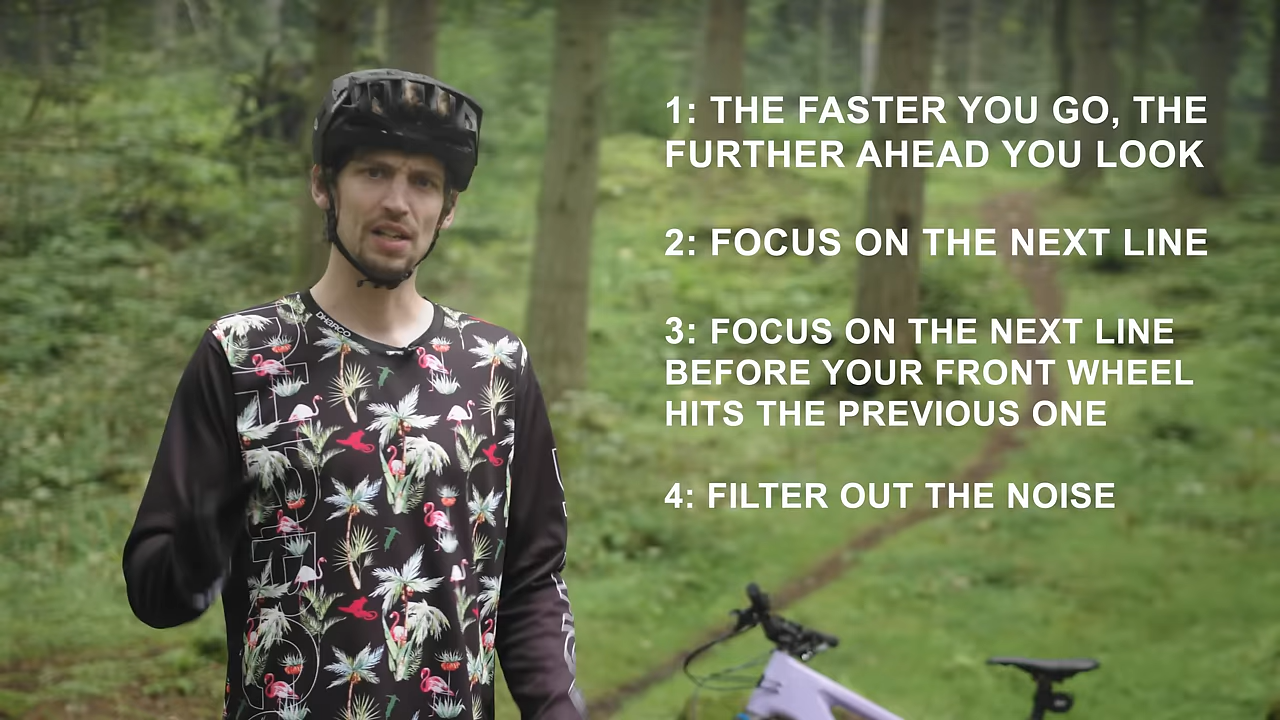 1: THE FASTER YOU GO, THE
FURTHER AHEAD YOU LOOK
2: FOCUS ON THE NEXT LINE
3: FOCUS ON THE NEXT LINE
BEFORE YOUR FRONT WHEEL
HITS THE PREVIOUS ONE
4: FILTER OUT THE NOISE
DHARCO